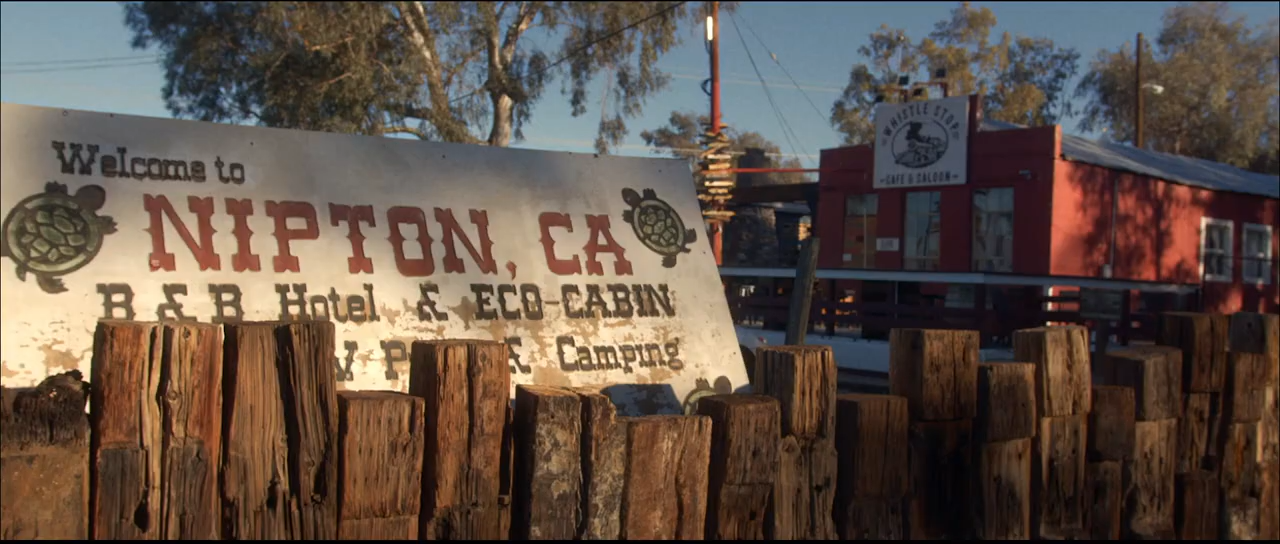 Welcome to
NIPTON, CA
B & B Hotel & ECO-CABIN
Camping
WHISTLE STOP
CAFE & SALOON